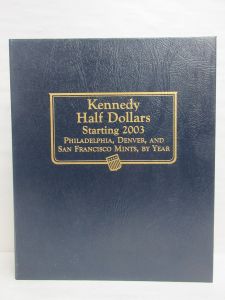 Kennedy
Half Dollars
Starting 2003
Philadelphia, Denver, and
San Francisco Mints, by Year